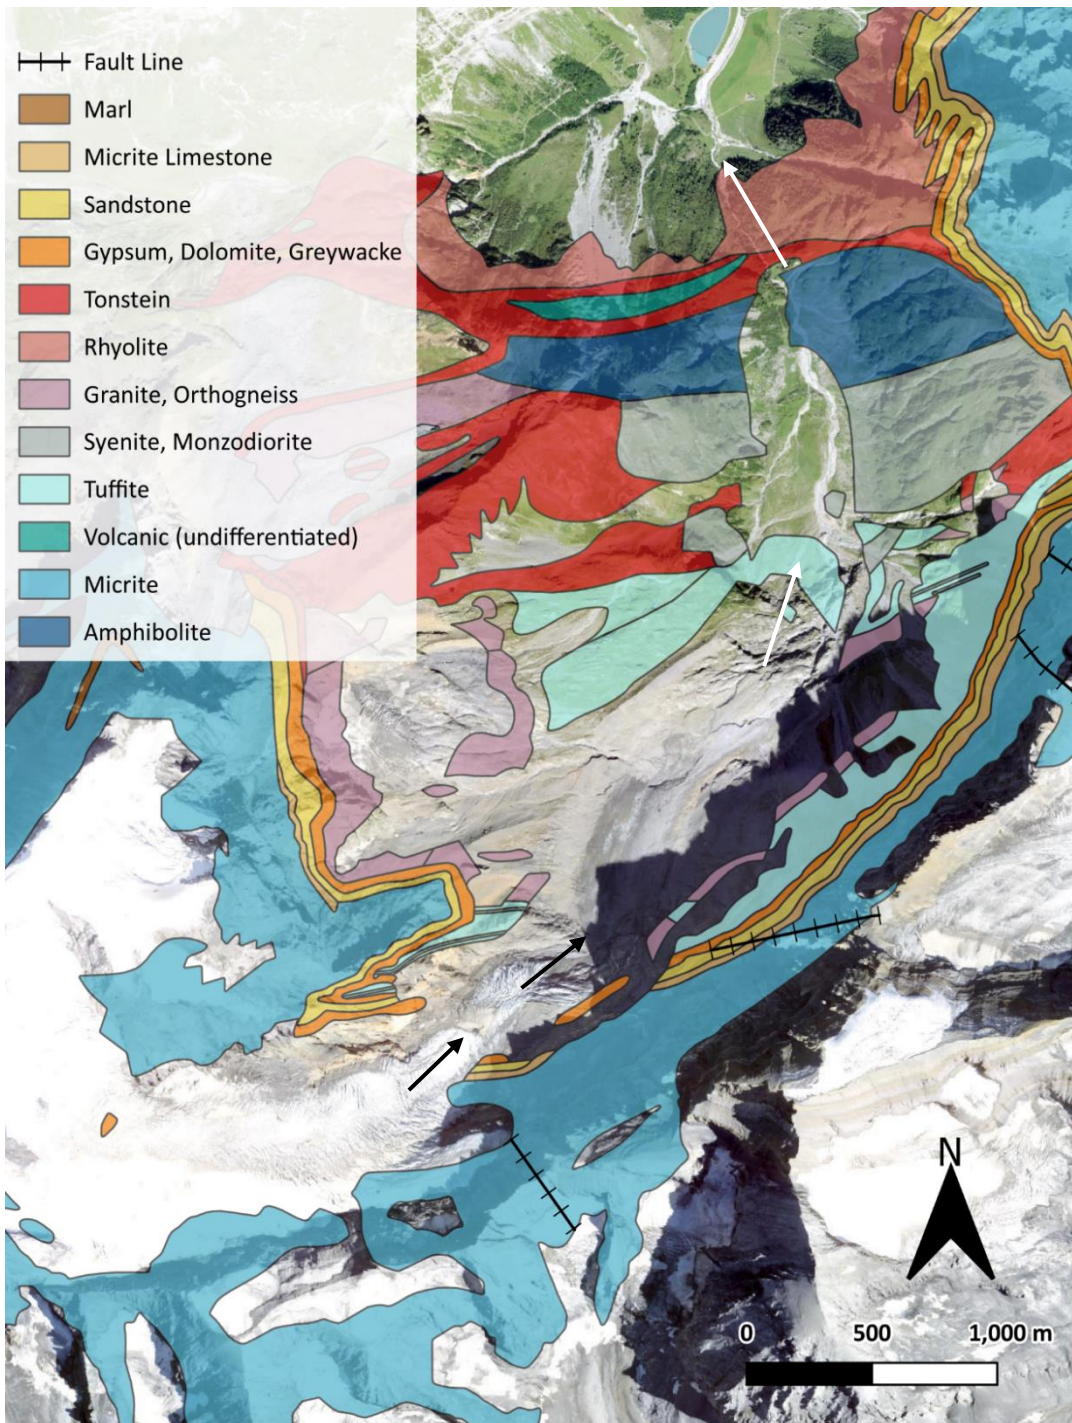 Fault Line
Marl
Micrite Limestone
Sandstone
Gypsum, Dolomite, Greywacke
Tonstein
Rhyolite
Granite, Orthogneiss
Syenite, Monzodiorite
Tuffite
Volcanic (undifferentiated)
Micrite
Amphibolite
N
0 500 1,000 m